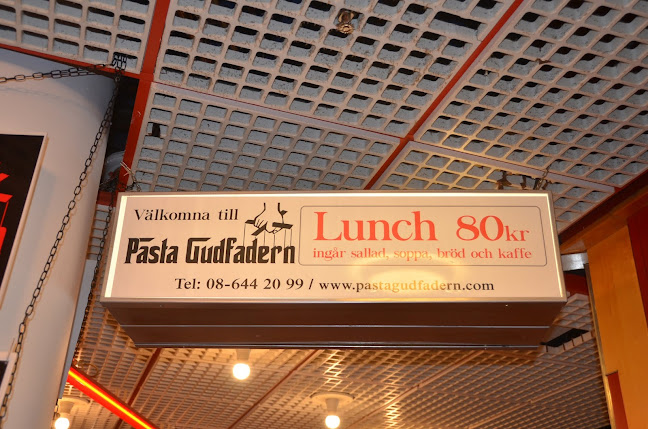 Välkomna till
Pasta Gudfadern
Lunch 80kr
ingår sallad, soppa, bröd och kaffe
Tel: 08-644 20 99 / www.pastagudfadern.com